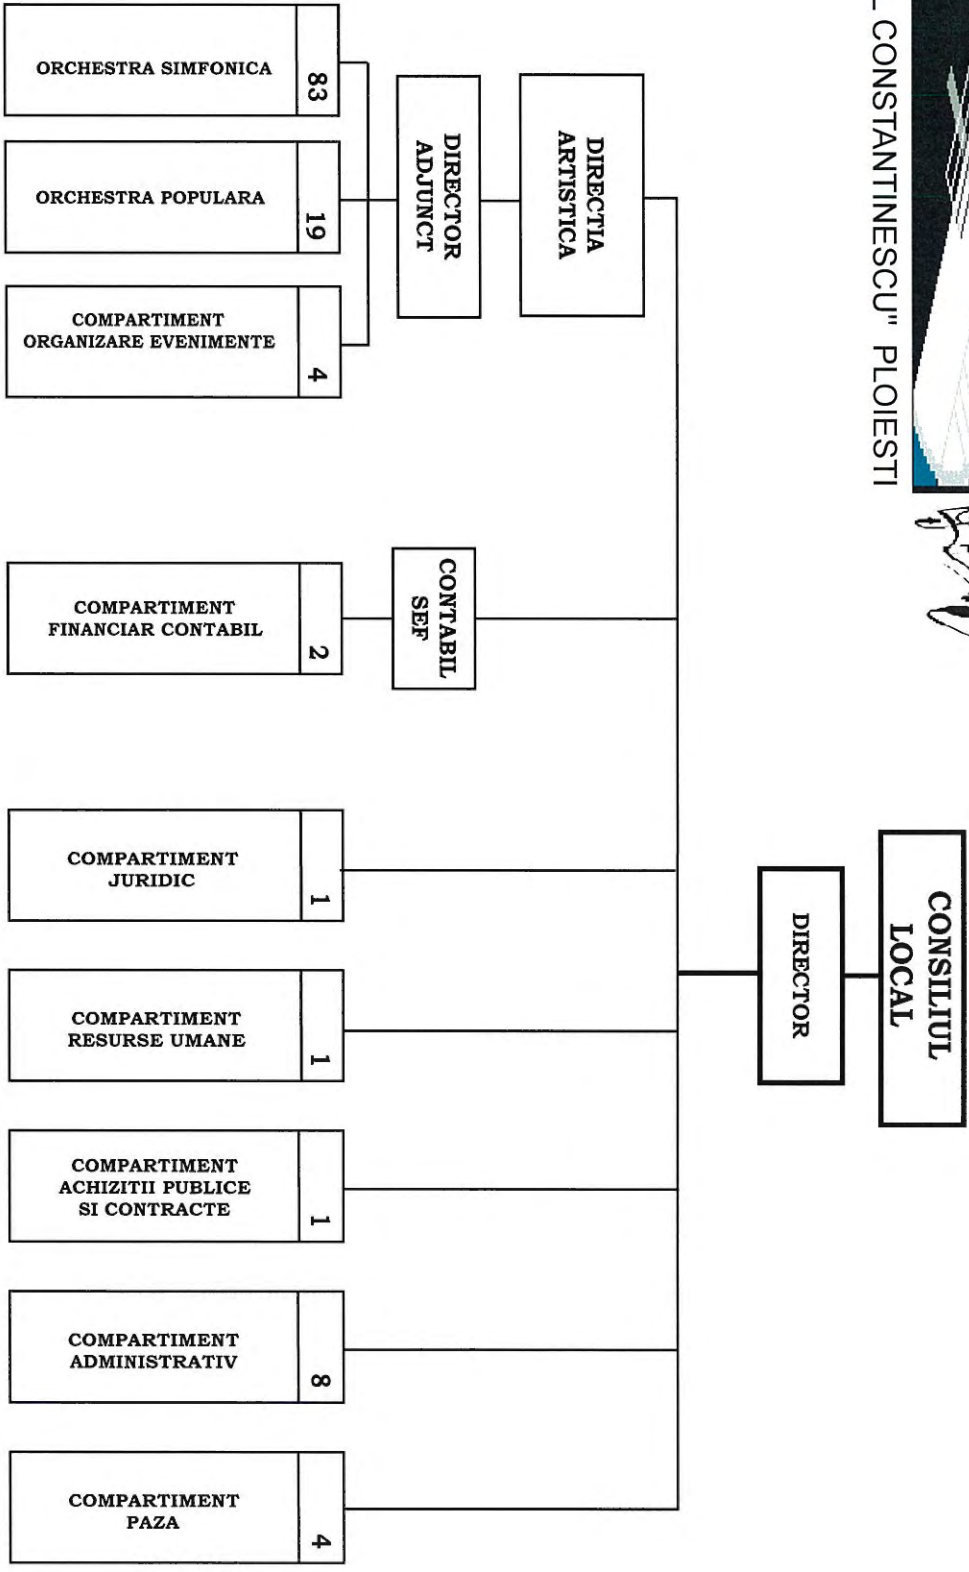 CONSTANTINESCU" PLOIESTI
CONSILIUL
LOCAL
DIRECTOR
DIRECTIA
ARTISTICA
DIRECTOR
ADJUNCT
CONTABIL
SEF
83
ORCHESTRA SIMFONICA
19
ORCHESTRA POPULARA
4
COMPARTIMENT
ORGANIZARE EVENIMENTE
2
COMPARTIMENT
FINANCIAR CONTABIL
1
COMPARTIMENT
JURIDIC
1
COMPARTIMENT
RESURSE UMANE
1
COMPARTIMENT
ACHIZITII PUBLICE
SI CONTRACTE
8
COMPARTIMENT
ADMINISTRATIV
4
COMPARTIMENT
PAZA